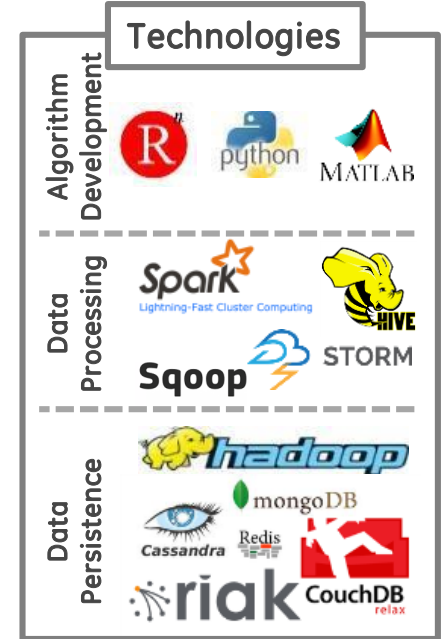 Technologies
Algorithm
Development
R
n
python
MATLAB
Data
Processing
Spark
Lightning-Fast Cluster Computing
HIVE
Sqoop
STORM
Data
Persistence
hadoop
mongoDB
Cassandra
Redis
riak
CouchDB
relax